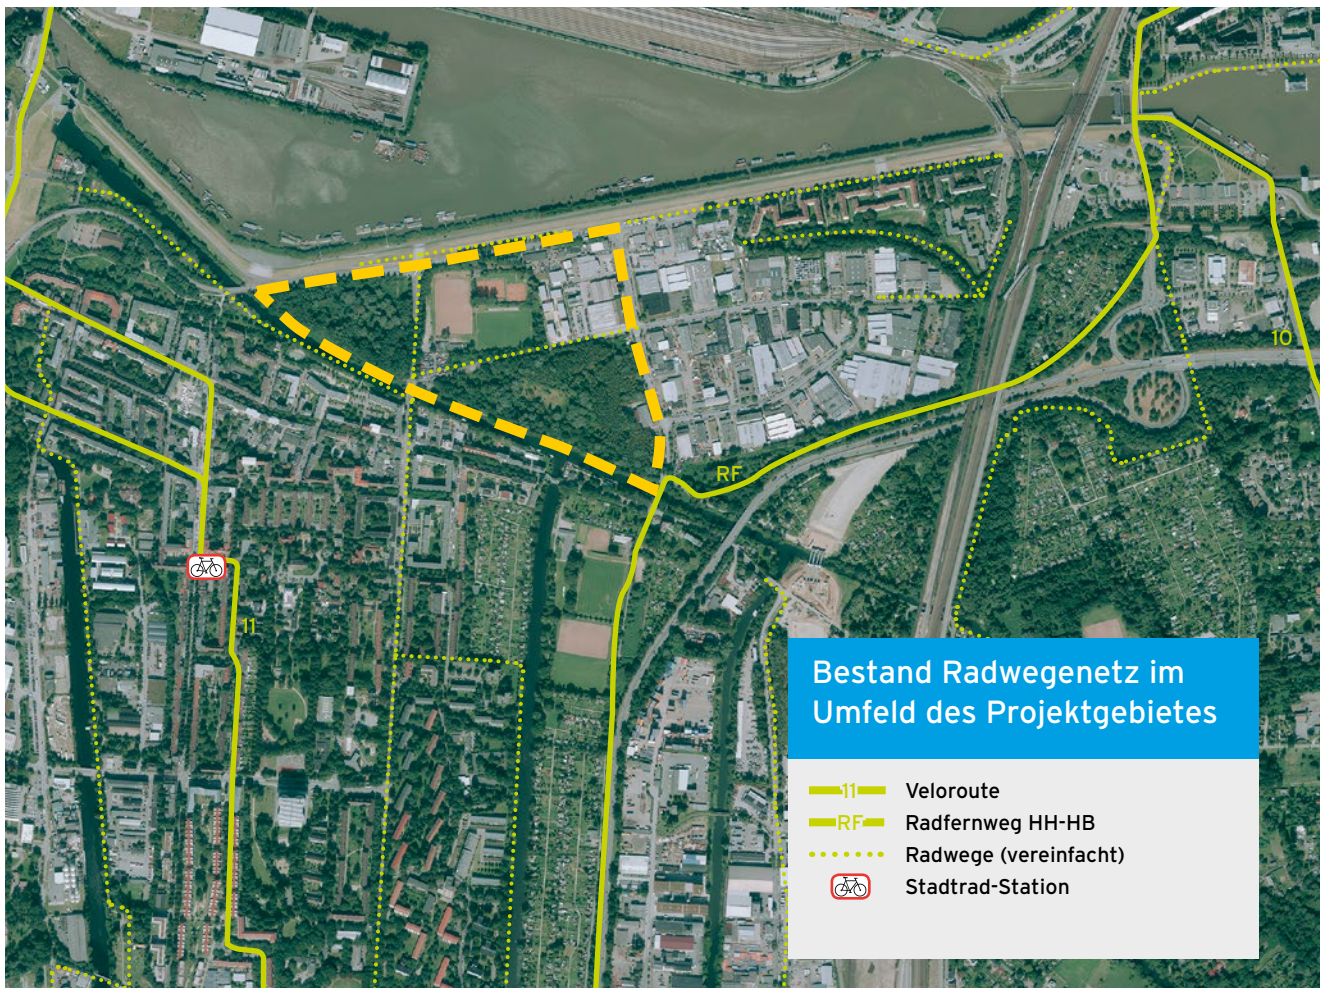 10
RF
11
Bestand Radwegenetz im
Umfeld des Projektgebietes
11 Veloroute
RF Radfernweg HH-HB
Radwege (vereinfacht)
Stadtrad-Station